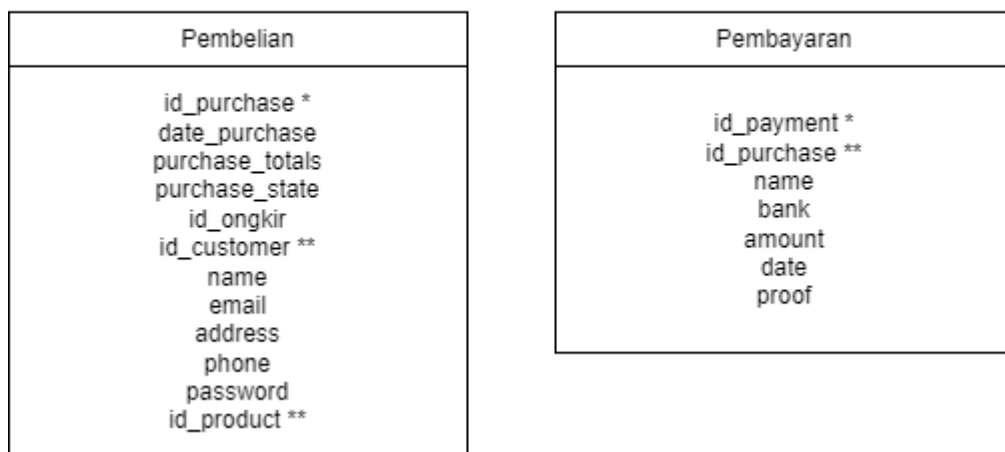 Pembelian
id_purchase *
date_purchase
purchase_totals
purchase_state
id_ongkir
id_customer **
name
email
address
phone
password
id_product **
Pembayaran
id_payment *
id_purchase **
name
bank
amount
date
proof